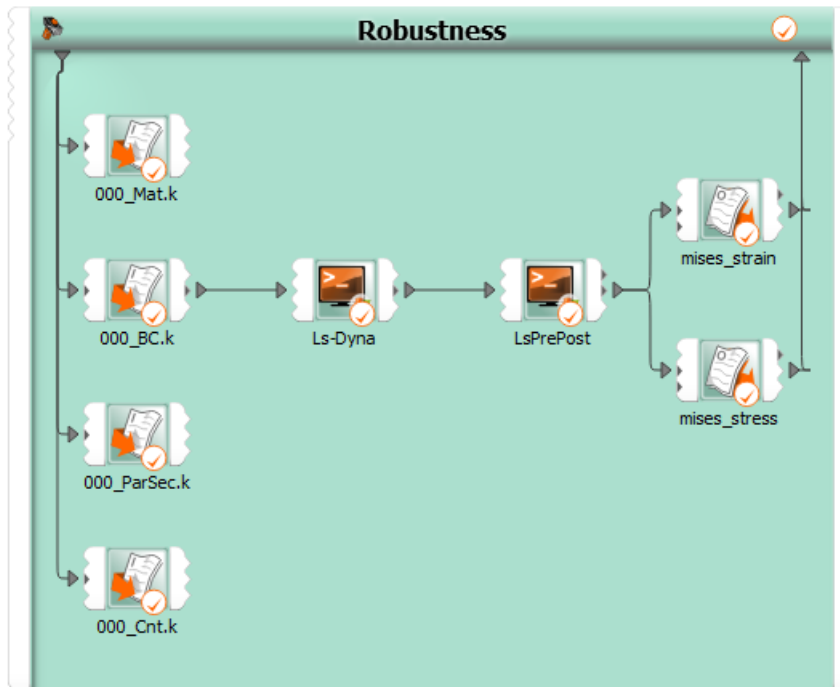 Robustness
000_Mat.k
mises_strain
000_BC.k
Ls-Dyna
LsPrePost
mises_stress
000_ParSec.k
000_Cnt.k